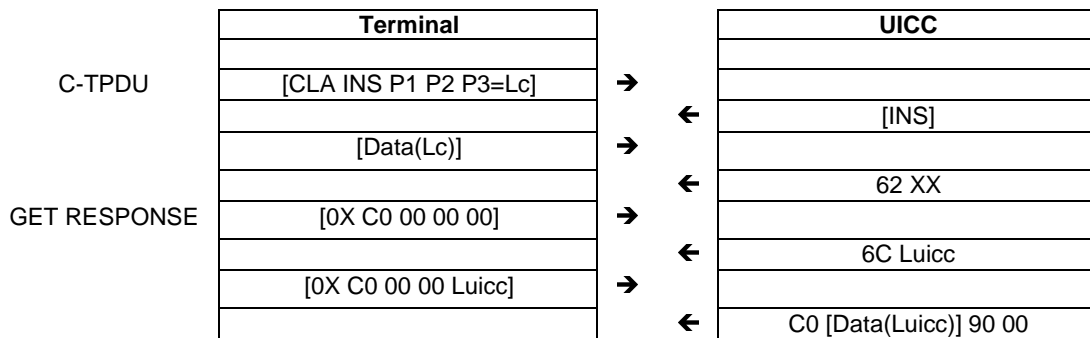 Terminal UICC
C-TPDU [CLA INS P1 P2 P3=Lc] ➔
🡸 [INS]
[Data(Lc)] ➔
🡸 62 XX
GET RESPONSE [0X C0 00 00 00] ➔
🡸 6C Luicc
[0X C0 00 00 Luicc] ➔
🡸 C0 [Data(Luicc)] 90 00